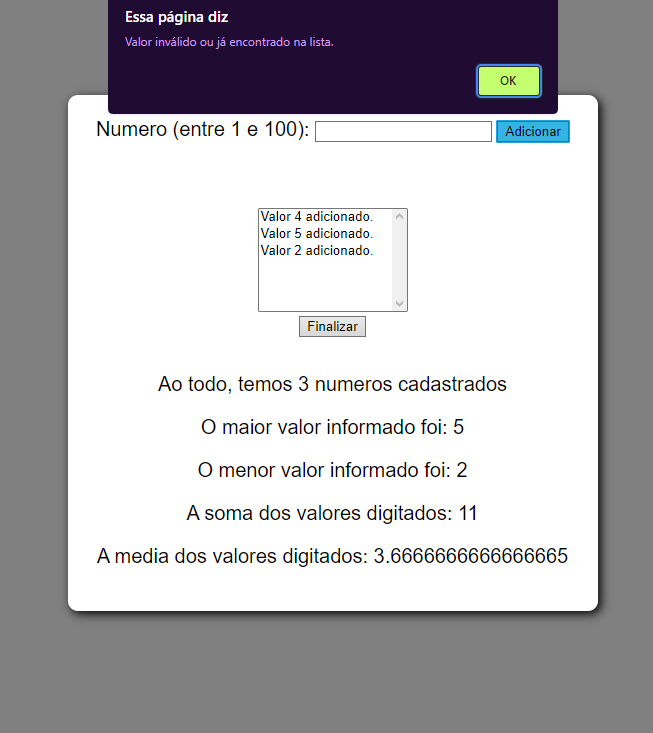 Essa página diz
Valor inválido ou já encontrado na lista.
OK
Numero (entre 1 e 100): Adicionar
Valor 4 adicionado.
Valor 5 adicionado.
Valor 2 adicionado.
Finalizar
Ao todo, temos 3 numeros cadastrados
O maior valor informado foi: 5
O menor valor informado foi: 2
A soma dos valores digitados: 11
A media dos valores digitados: 3.6666666666666665